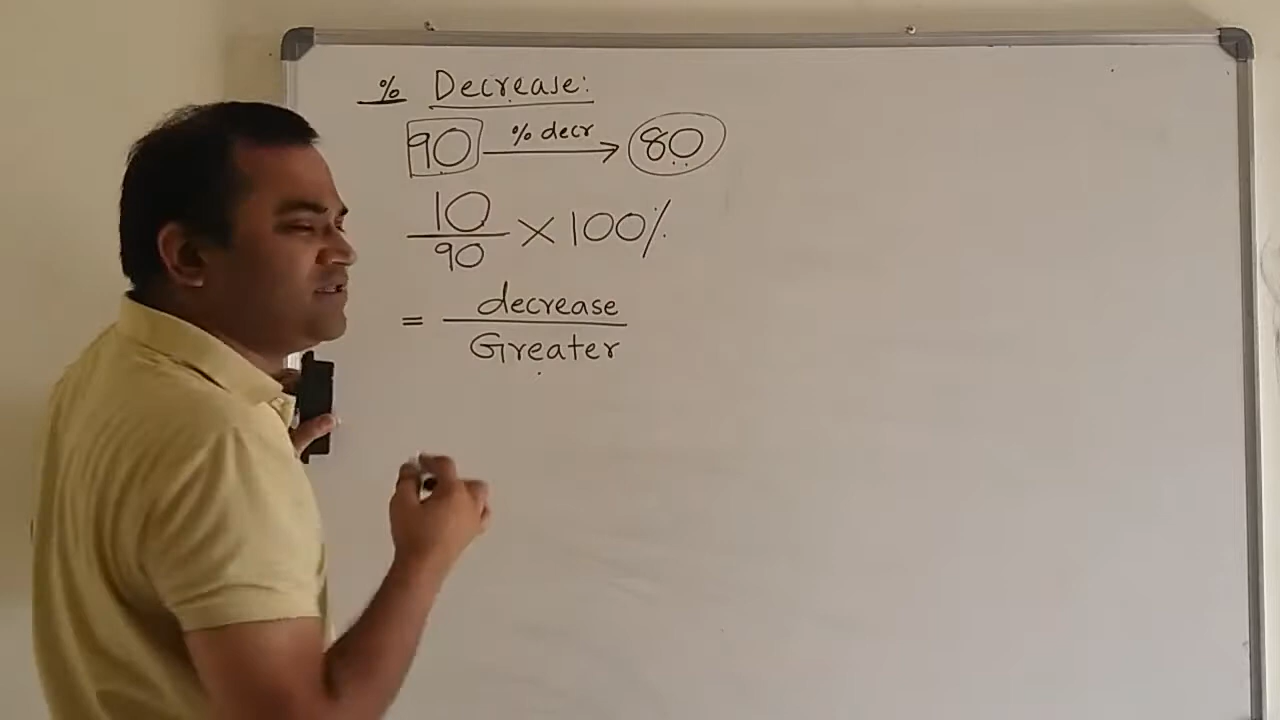 % Decrease:
90 % decr 80
10/90 × 100%
= decrease/Greater